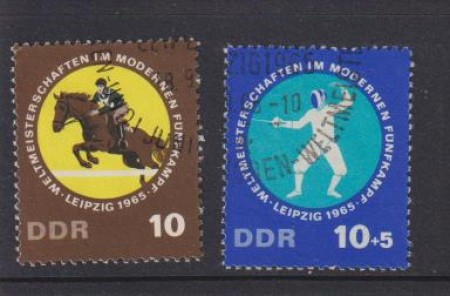 WELTMEISTERSCHAFTEN IM MODERNEN FÜNFKAMPF
· LEIPZIG 1965 ·
DDR 10
WELTMEISTERSCHAFTEN IM MODERNEN FÜNFKAMPF
· LEIPZIG 1965 ·
DDR 10+5